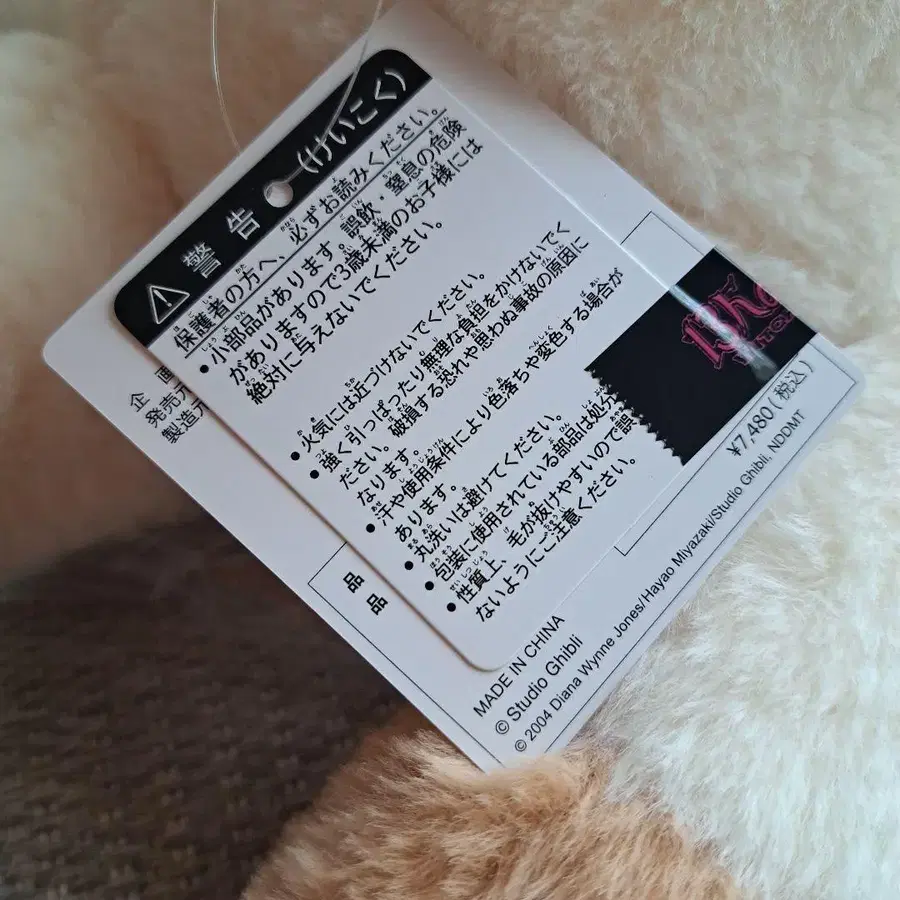 警告(けいこく)
保護者の方へ、必ずお読みください。
・小部品があります。誤飲・窒息の危険
がありますので3歳未満のお子様には
絶対に与えないでください。
・火気には近づけないでください。
・強く引っぱったり無理な負担をかけないでく
ださい。破損する恐れや思わぬ事故の原因に
なります。
・汗や使用条件により色落ちや変色する場合が
あります。
・丸洗いは避けてください。
・包装に使用されている部品は処分
・性質上、毛が抜けやすいので誤
ないようにご注意ください。
企 画
発売元
製造元
品
品
¥7,480(税込)
MADE IN CHINA
© Studio Ghibli
© 2004 Diana Wynne Jones/Hayao Miyazaki/Studio Ghibli, NDDMT